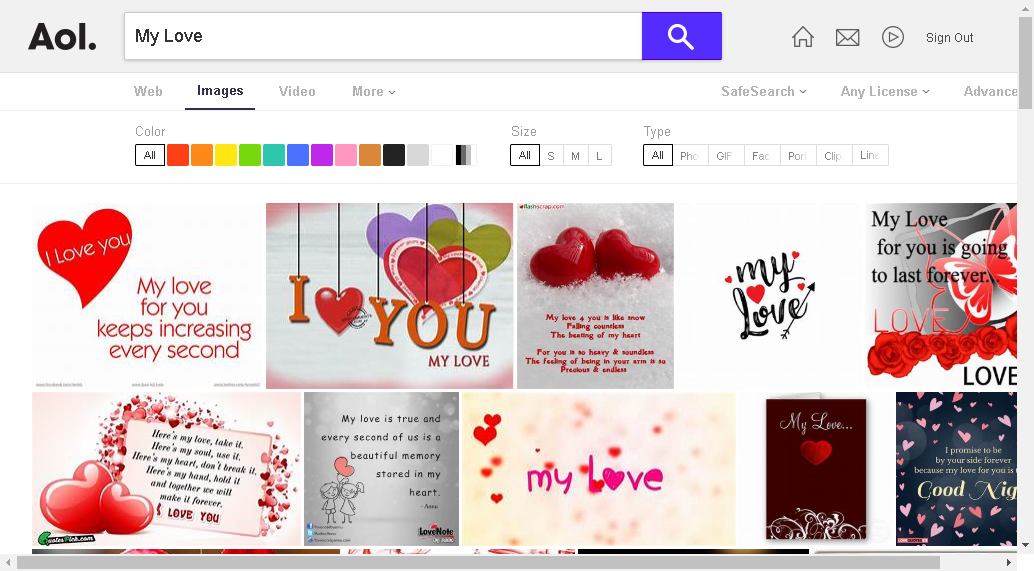 Aol.
My Love
Sign Out
Web
Images
Video
More
SafeSearch
Any License
Advance
Color
Size
Type
All
All
S
M
L
All
Pho
GIF
Fac
Por
Clip
Line
I Love you
My love
for you
keeps increasing
every second
I YOU
MY LOVE
flashscrap.com
My love 4 you is like snow
Falling countless
The beating of my heart
For you is so heavy & soundless
The feeling of being in your arm is so
Precious & endless
my
Love
My Love
for you is going
to last forever...
LOVE
LOVE
Here's my love, take it.
Here's my soul, use it.
Here's my heart, don't break it.
Here's my hand, hold it
and together we will
make it forever.
I LOVE YOU
QuotesPick.com
My love is true and
every second of us is a
beautiful memory
stored in my
heart.
LoveNote
my love
My Love...
I promise to be
by your side forever
because my love for you is t
Good Nig